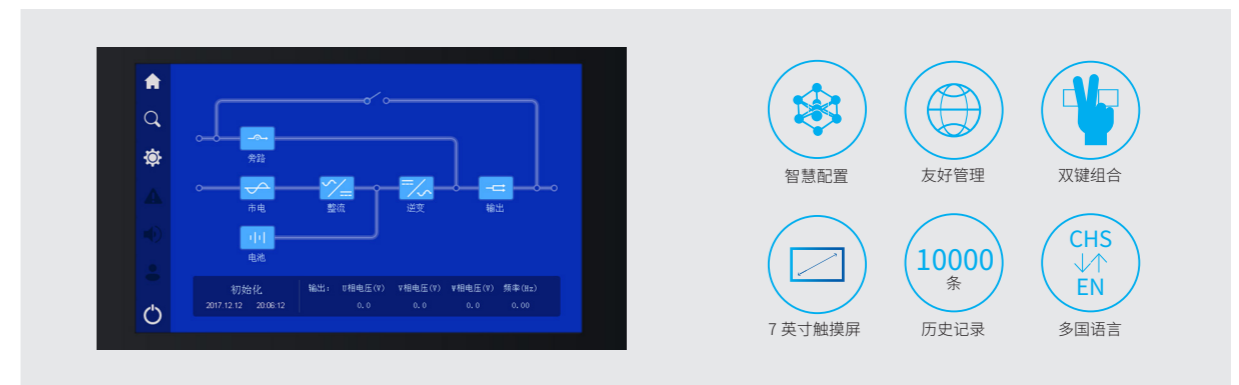 旁路
市电
整流
逆变
输出
电池
初始化
2017.12.12 20:06:12
输出： U相电压(V) V相电压(V) W相电压(V) 频率(Hz)
0.0 0.0 0.0 0.00
智慧配置
友好管理
双键组合
7 英寸触摸屏
10000
条
历史记录
CHS
EN
多国语言